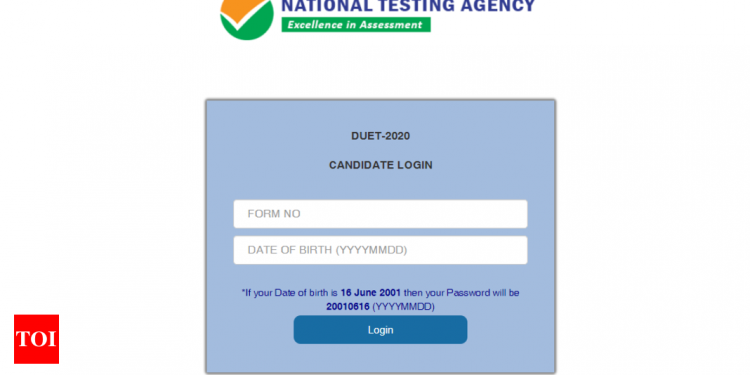 NATIONAL TESTING AGENCY
Excellence in Assessment
DUET-2020
CANDIDATE LOGIN
FORM NO
DATE OF BIRTH (YYYYMMDD)
*If your Date of birth is 16 June 2001 then your Password will be
20010616 (YYYYMMDD)
Login
TOI